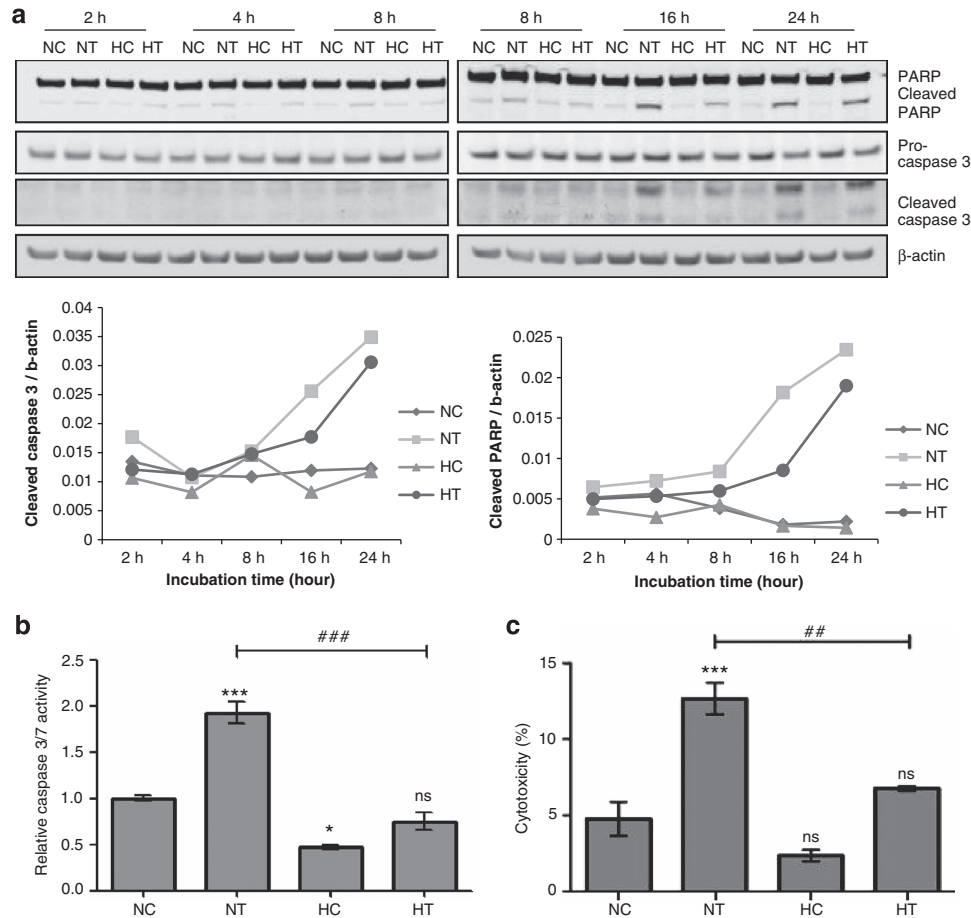 a
2 h 4 h 8 h 8 h 16 h 24 h
NC NT HC HT NC NT HC HT NC NT HC HT NC NT HC HT NC NT HC HT NC NT HC HT
PARP
Cleaved
PARP
Pro-
caspase 3
Cleaved
caspase 3
β-actin
Cleaved caspase 3 / b-actin
0.04
0.035
0.03
0.025
0.02
0.015
0.01
0.005
0
2 h 4 h 8 h 16 h 24 h
Incubation time (hour)
NC
NT
HC
HT
Cleaved PARP / b-actin
0.025
0.02
0.015
0.01
0.005
0
2 h 4 h 8 h 16 h 24 h
Incubation time (hour)
NC
NT
HC
HT
b
###
Relative caspase 3/7 activity
2.5
2.0
1.5
1.0
0.5
0.0
***
*
ns
NC NT HC HT
c
##
Cytotoxicity (%)
15
10
5
0
***
ns
ns
NC NT HC HT